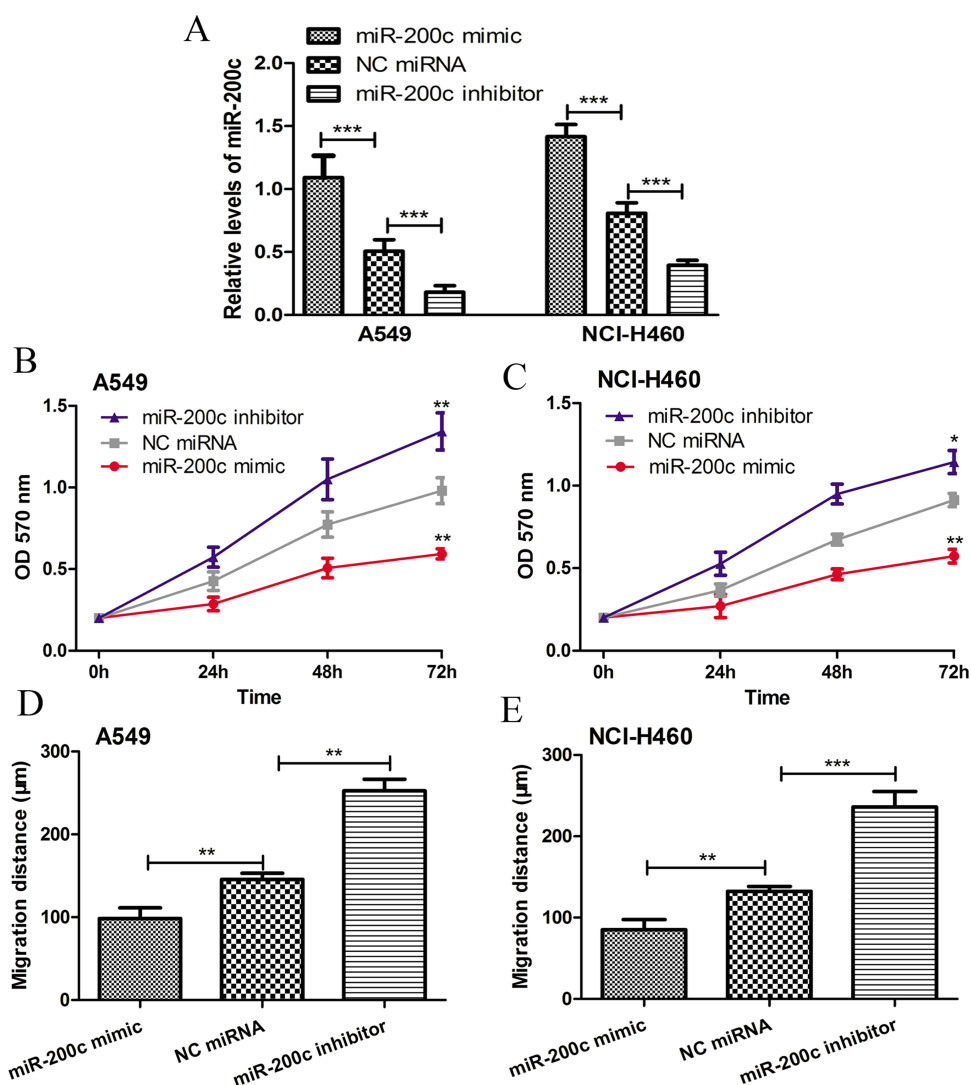 A
miR-200c mimic
NC miRNA
miR-200c inhibitor
Relative levels of miR-200c
2.0
1.5
1.0
0.5
0.0
***
***
***
***
A549
NCI-H460
B
A549
miR-200c inhibitor
NC miRNA
miR-200c mimic
OD 570 nm
1.5
1.0
0.5
0.0
**
**
0h
24h
48h
72h
Time
C
NCI-H460
miR-200c inhibitor
NC miRNA
miR-200c mimic
OD 570 nm
1.5
1.0
0.5
0.0
*
**
0h
24h
48h
72h
Time
D
A549
Migration distance (μm)
300
200
100
0
**
**
miR-200c mimic
NC miRNA
miR-200c inhibitor
E
NCI-H460
Migration distance (μm)
300
200
100
0
**
***
miR-200c mimic
NC miRNA
miR-200c inhibitor